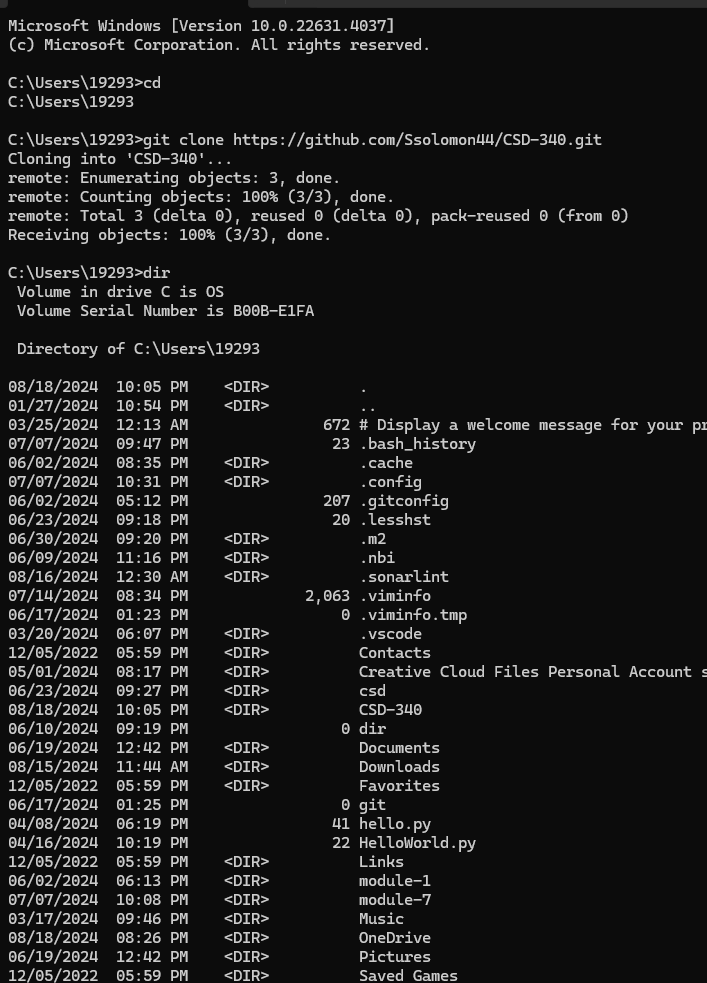 Microsoft Windows [Version 10.0.22631.4037]
(c) Microsoft Corporation. All rights reserved.
C:\Users\19293>cd
C:\Users\19293
C:\Users\19293>git clone https://github.com/Ssolomon44/CSD-340.git
Cloning into 'CSD-340'...
remote: Enumerating objects: 3, done.
remote: Counting objects: 100% (3/3), done.
remote: Total 3 (delta 0), reused 0 (delta 0), pack-reused 0 (from 0)
Receiving objects: 100% (3/3), done.
C:\Users\19293>dir
Volume in drive C is OS
Volume Serial Number is B00B-E1FA
Directory of C:\Users\19293
08/18/2024  10:05 PM    <DIR>          .
01/27/2024  10:54 PM    <DIR>          ..
03/25/2024  12:13 AM               672 # Display a welcome message for your pr
07/07/2024  09:47 PM                23 .bash_history
06/02/2024  08:35 PM    <DIR>          .cache
07/07/2024  10:31 PM    <DIR>          .config
06/02/2024  05:12 PM               207 .gitconfig
06/23/2024  09:18 PM                20 .lesshst
06/30/2024  09:20 PM    <DIR>          .m2
06/09/2024  11:16 PM    <DIR>          .nbi
08/16/2024  12:30 AM    <DIR>          .sonarlint
07/14/2024  08:34 PM             2,063 .viminfo
06/17/2024  01:23 PM                 0 .viminfo.tmp
03/20/2024  06:07 PM    <DIR>          .vscode
12/05/2022  05:59 PM    <DIR>          Contacts
05/01/2024  08:17 PM    <DIR>          Creative Cloud Files Personal Account s
06/23/2024  09:27 PM    <DIR>          csd
08/18/2024  10:05 PM    <DIR>          CSD-340
06/10/2024  09:19 PM                 0 dir
06/19/2024  12:42 PM    <DIR>          Documents
08/15/2024  11:44 AM    <DIR>          Downloads
12/05/2022  05:59 PM    <DIR>          Favorites
06/17/2024  01:25 PM                 0 git
04/08/2024  06:19 PM                41 hello.py
04/16/2024  10:19 PM                22 HelloWorld.py
12/05/2022  05:59 PM    <DIR>          Links
06/02/2024  06:13 PM    <DIR>          module-1
07/07/2024  10:08 PM    <DIR>          module-7
03/17/2024  09:46 PM    <DIR>          Music
08/18/2024  08:26 PM    <DIR>          OneDrive
06/19/2024  12:42 PM    <DIR>          Pictures
12/05/2022  05:59 PM    <DIR>          Saved Games